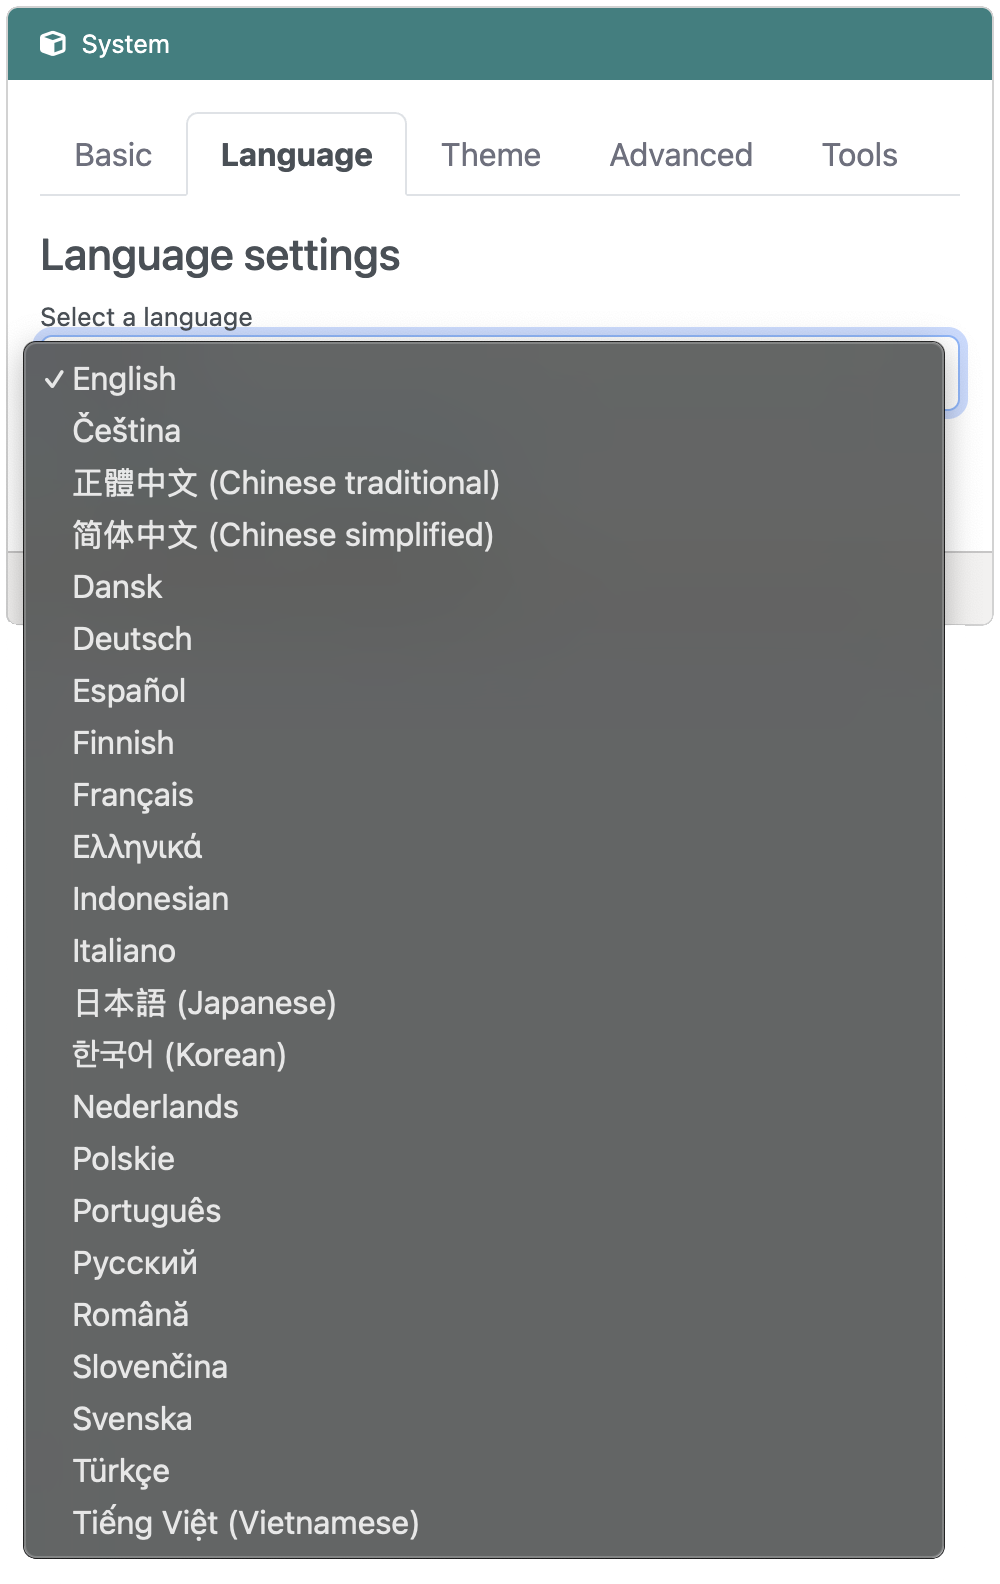 System
Basic Language Theme Advanced Tools
Language settings
Select a language
✓ English
Čeština
正體中文 (Chinese traditional)
简体中文 (Chinese simplified)
Dansk
Deutsch
Español
Finnish
Français
Ελληνικά
Indonesian
Italiano
日本語 (Japanese)
한국어 (Korean)
Nederlands
Polskie
Português
Русский
Română
Slovenčina
Svenska
Türkçe
Tiếng Việt (Vietnamese)